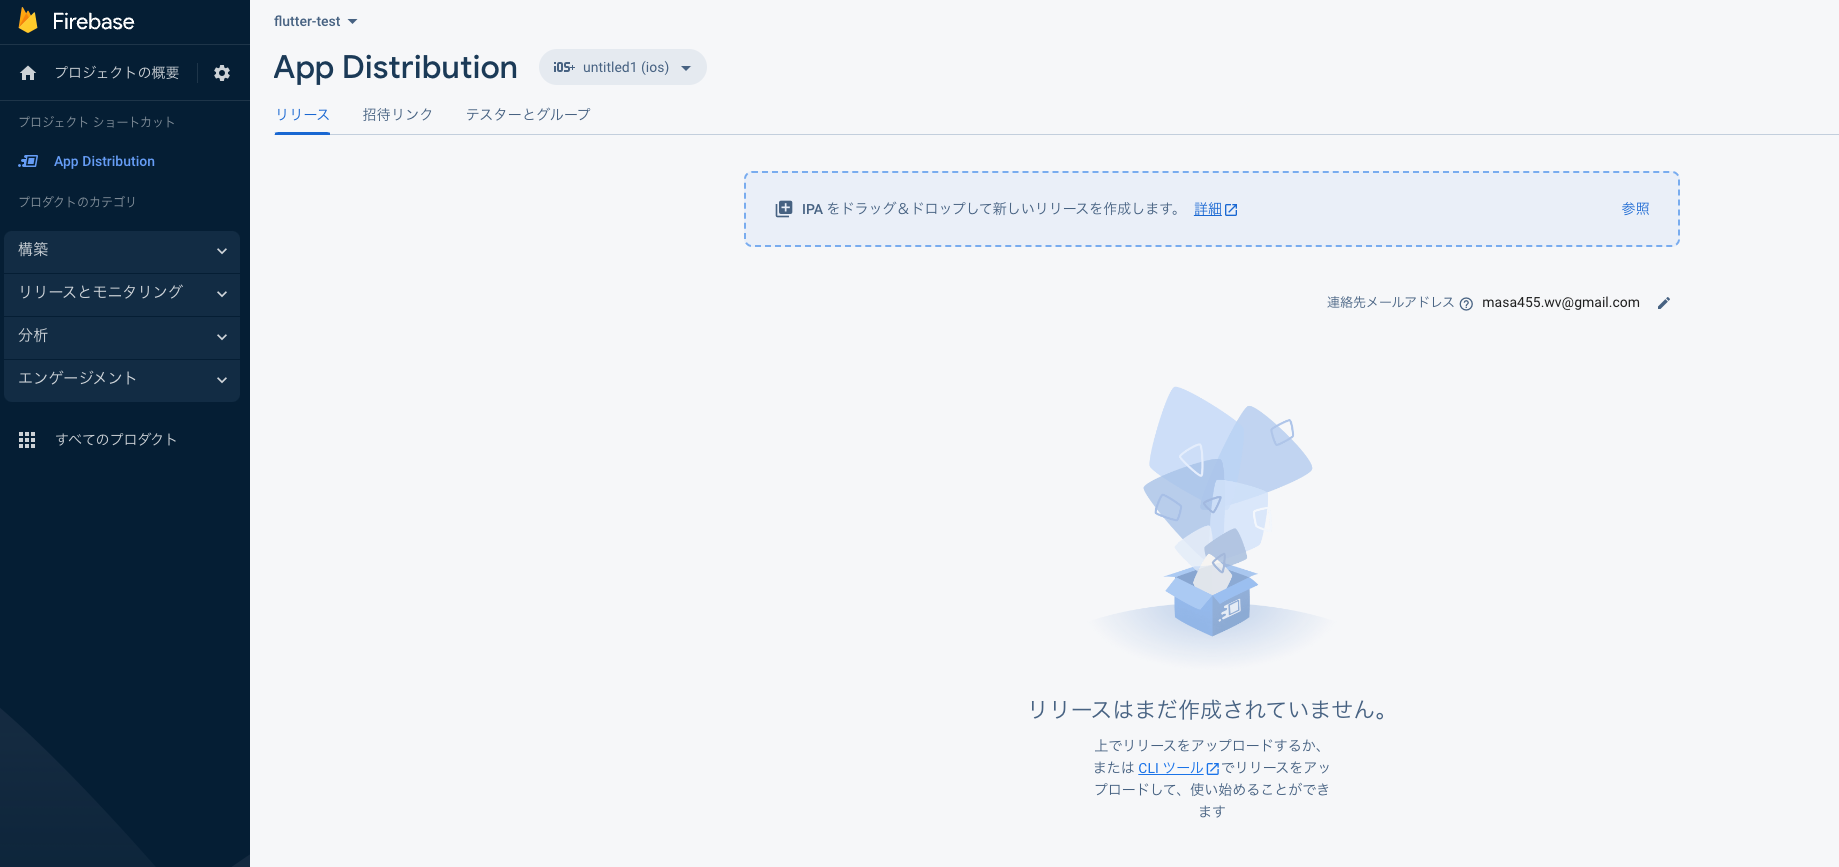 Firebase
プロジェクトの概要
プロジェクト ショートカット
App Distribution
プロダクトのカテゴリ
構築
リリースとモニタリング
分析
エンゲージメント
すべてのプロダクト
flutter-test
App Distribution
iOS+ untitled1 (ios)
リリース 招待リンク テスターとグループ
IPA をドラッグ＆ドロップして新しいリリースを作成します。 詳細 参照
連絡先メールアドレス masa455.wv@gmail.com
リリースはまだ作成されていません。
上でリリースをアップロードするか、
または CLI ツール でリリースをアッ
プロードして、使い始めることができ
ます